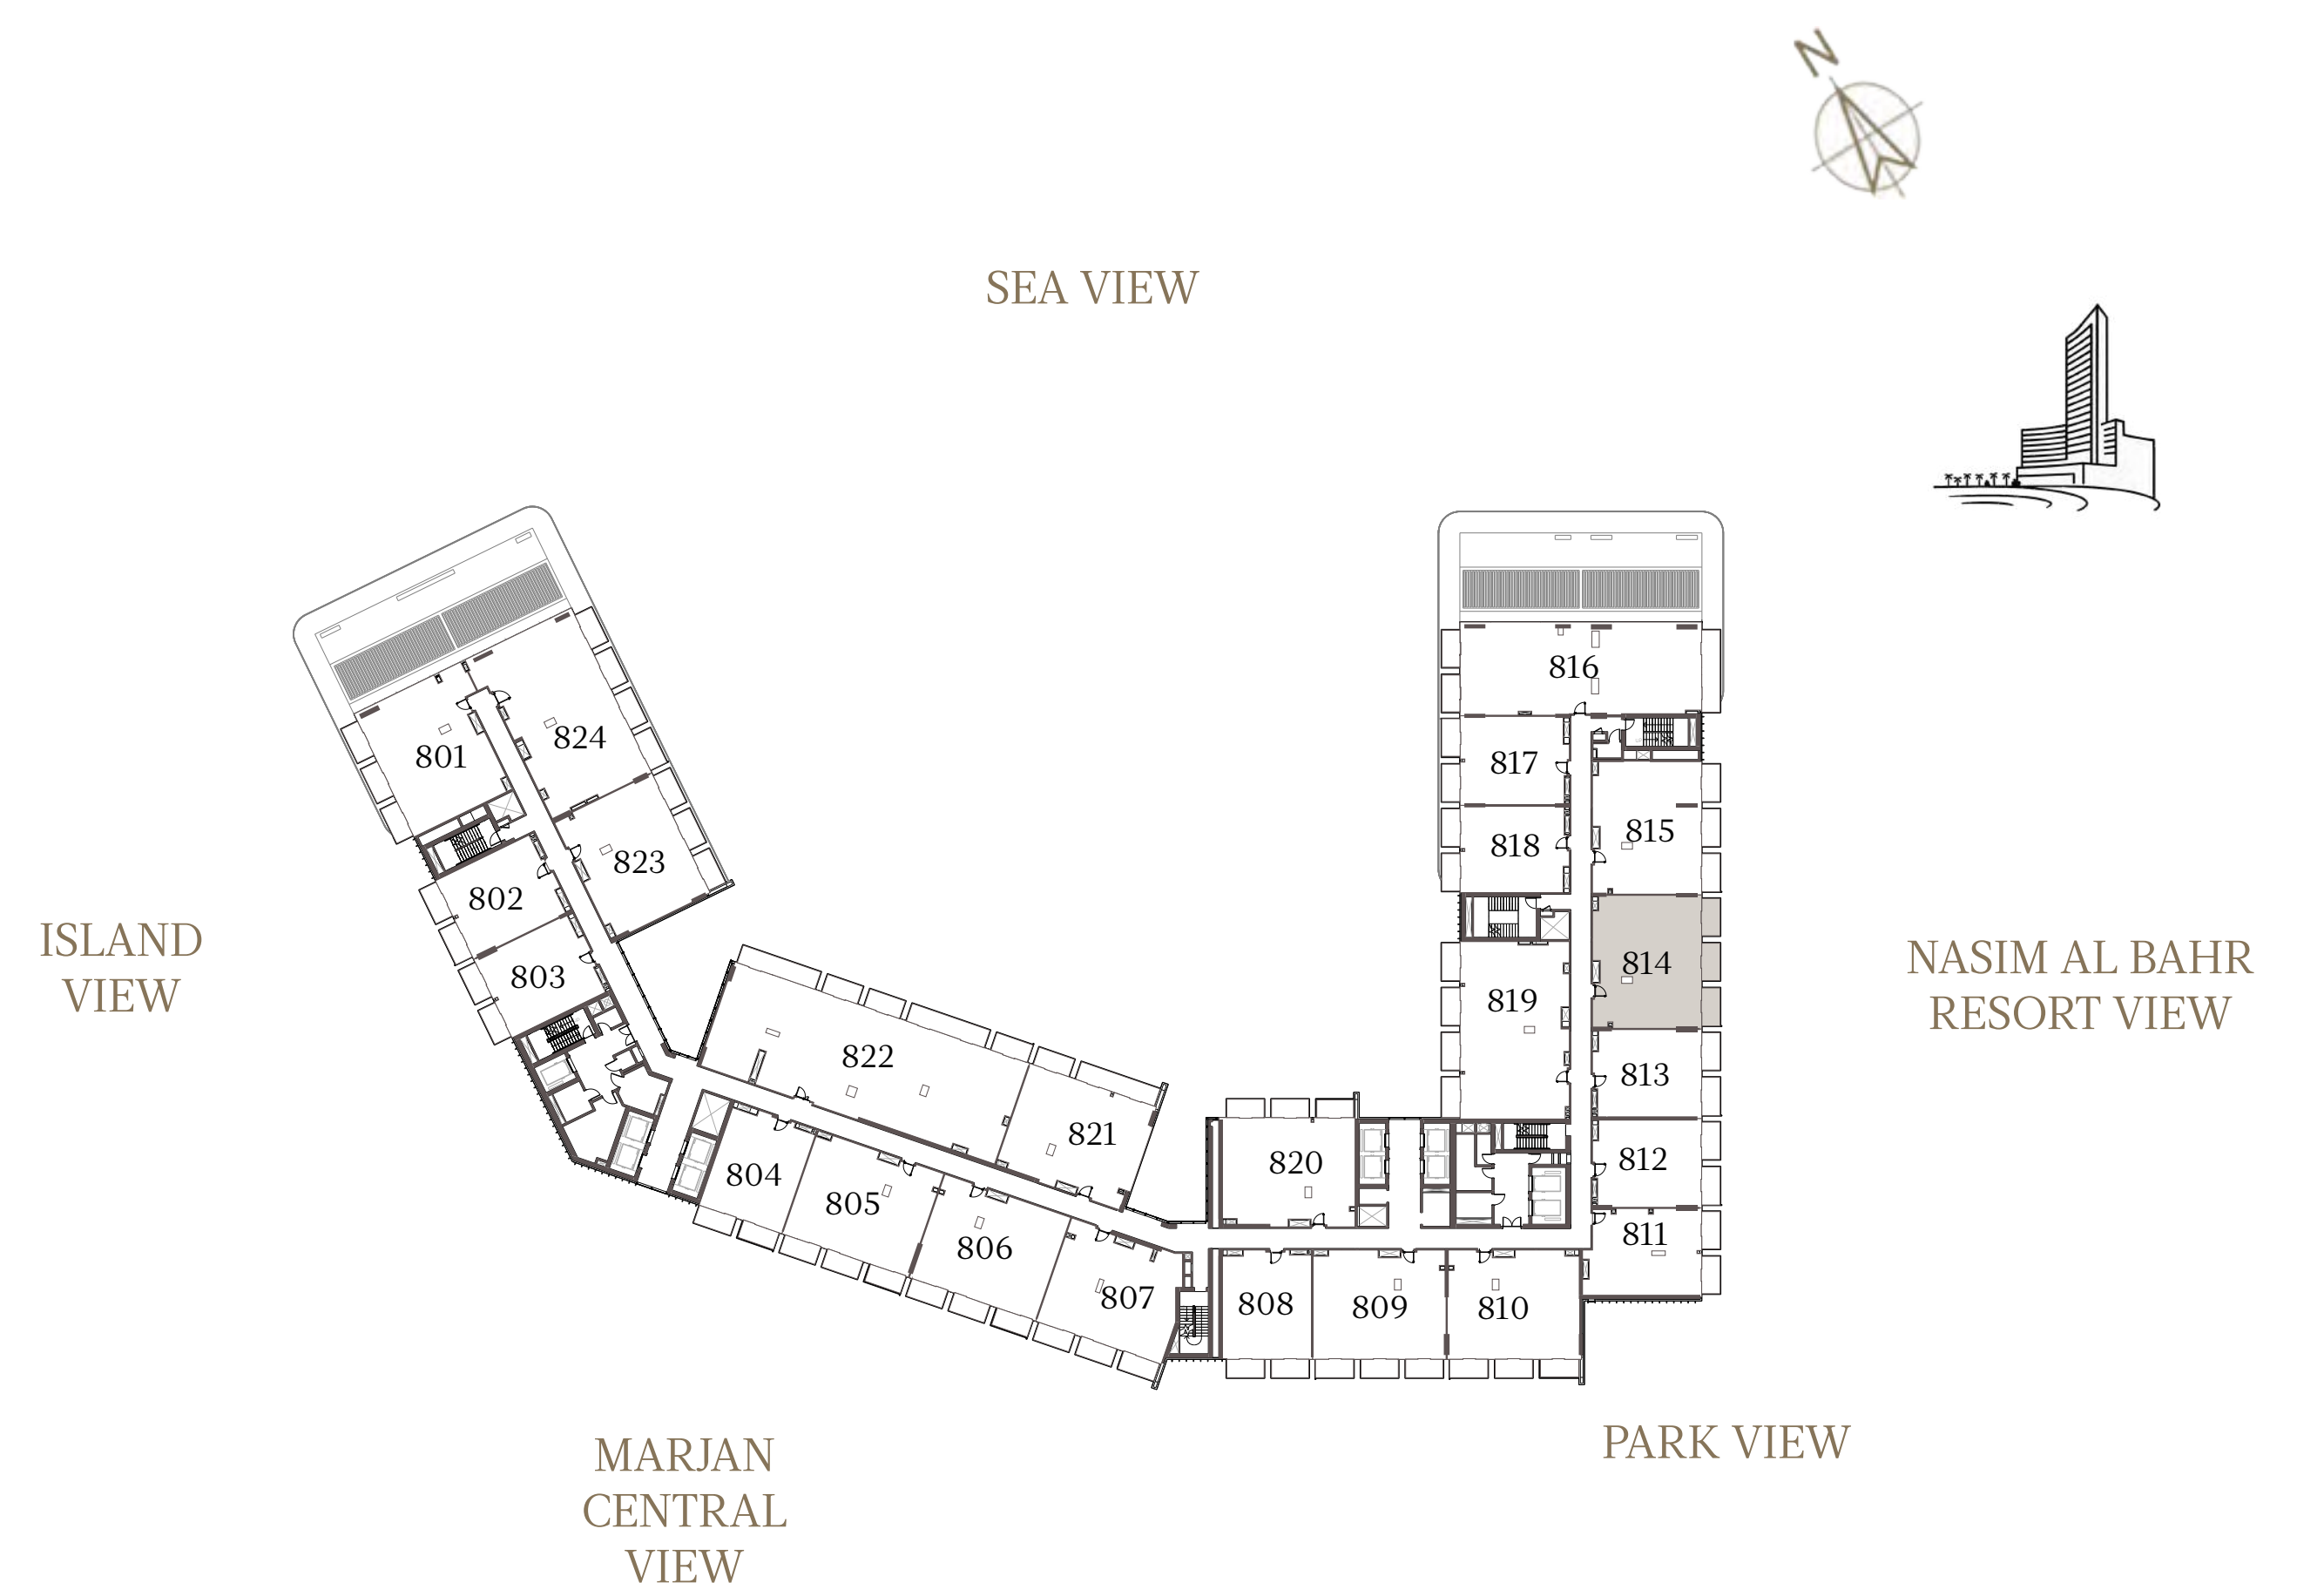 N
SEA VIEW
816
824
801
817
815
818
823
802
ISLAND
VIEW
803
814
NASIM AL BAHR
RESORT VIEW
819
822
813
821
820
812
804
805
806
811
807
808
809
810
MARJAN
CENTRAL
VIEW
PARK VIEW